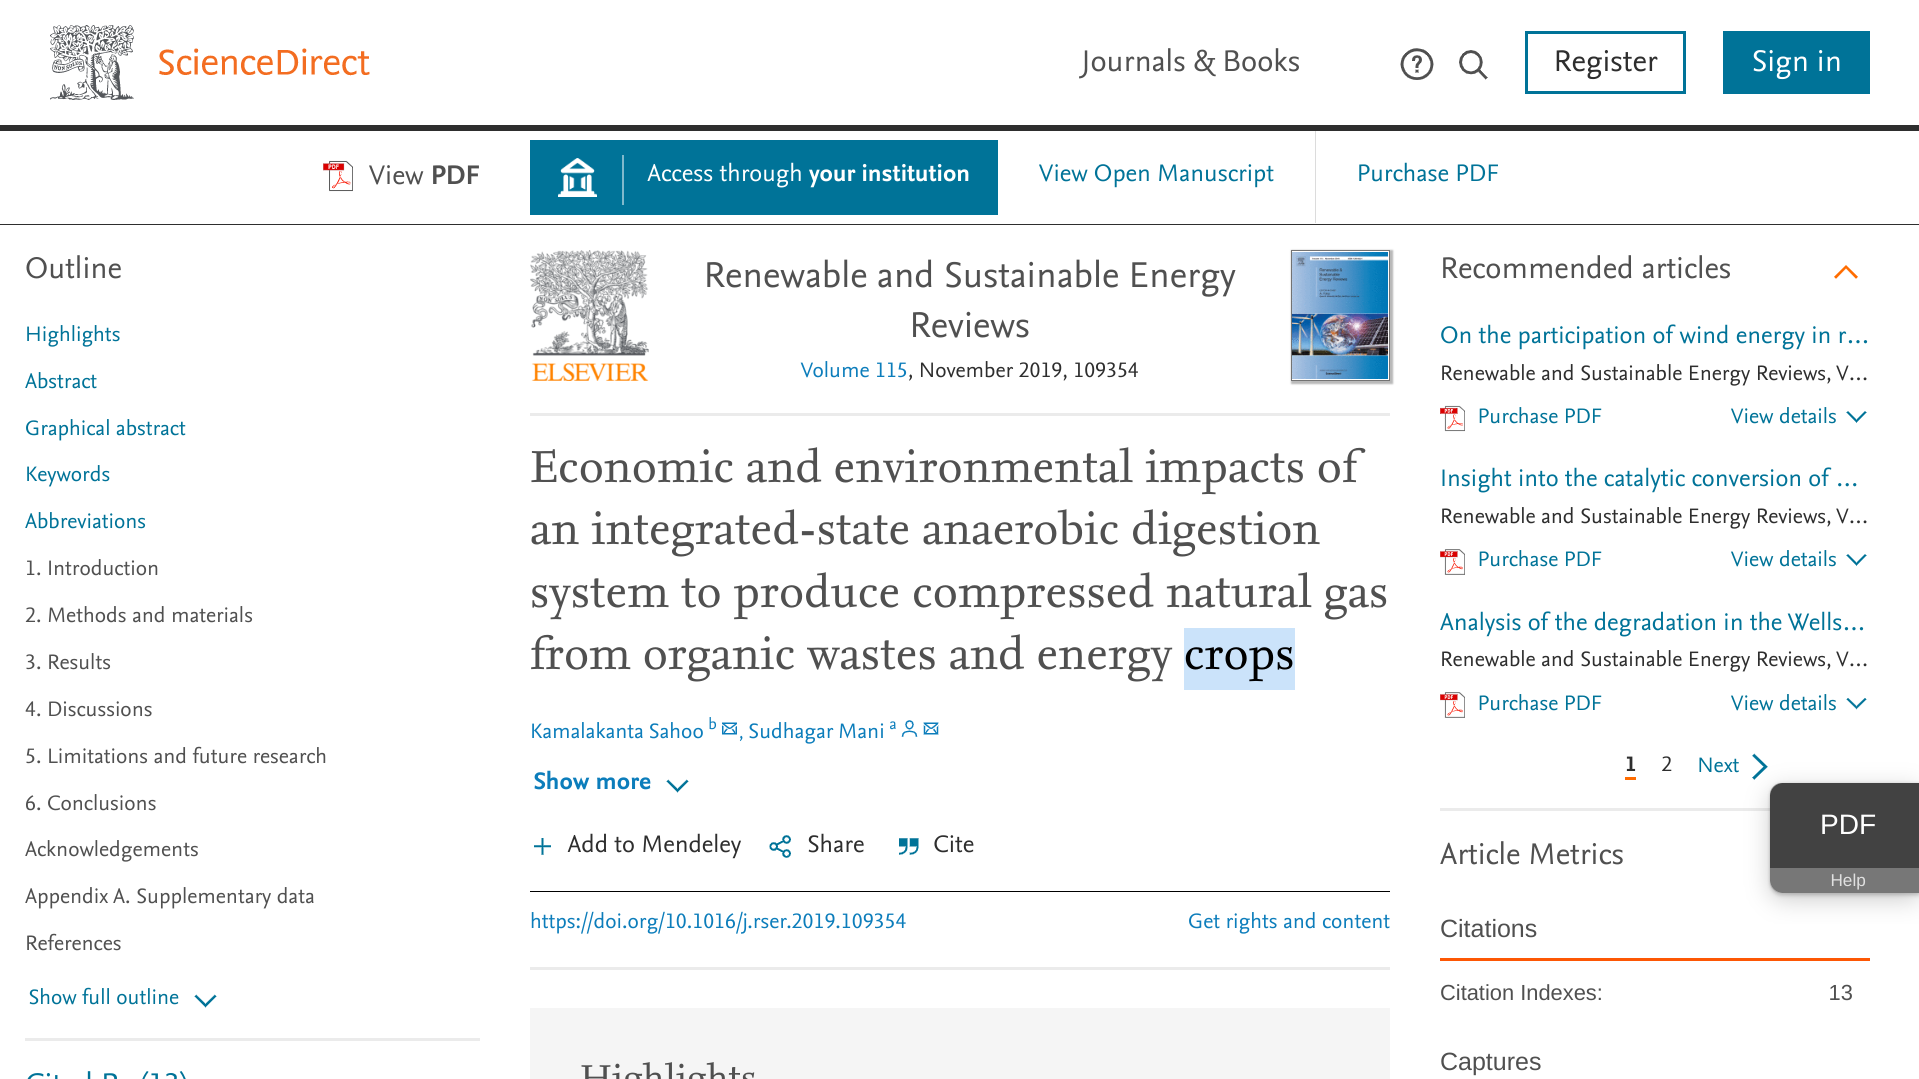 ScienceDirect
Journals & Books
Register
Sign in
View PDF
Access through your institution
View Open Manuscript
Purchase PDF
Outline
Highlights
Abstract
Graphical abstract
Keywords
Abbreviations
1. Introduction
2. Methods and materials
3. Results
4. Discussions
5. Limitations and future research
6. Conclusions
Acknowledgements
Appendix A. Supplementary data
References
Show full outline
Cited By (13)
ELSEVIER
Renewable and Sustainable Energy
Reviews
Volume 115, November 2019, 109354
Economic and environmental impacts of
an integrated-state anaerobic digestion
system to produce compressed natural gas
from organic wastes and energy crops
Kamalakanta Sahoo b, Sudhagar Mani a
Show more
Add to Mendeley
Share
Cite
https://doi.org/10.1016/j.rser.2019.109354
Get rights and content
Highlights
Recommended articles
On the participation of wind energy in r...
Renewable and Sustainable Energy Reviews, V...
Purchase PDF
View details
Insight into the catalytic conversion of ...
Renewable and Sustainable Energy Reviews, V...
Purchase PDF
View details
Analysis of the degradation in the Wells...
Renewable and Sustainable Energy Reviews, V...
Purchase PDF
View details
1 2 Next
Article Metrics
Citations
Citation Indexes: 13
Captures
PDF
Help